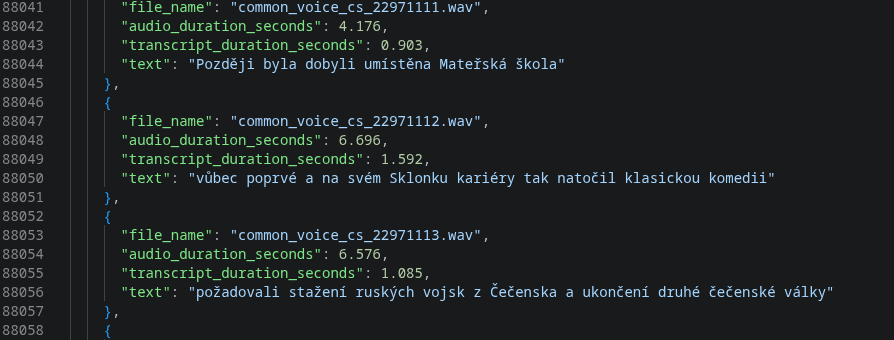 88041 "file_name": "common_voice_cs_22971111.wav",
88042 "audio_duration_seconds": 4.176,
88043 "transcript_duration_seconds": 0.903,
88044 "text": "Později byla dobyli umístěna Mateřská škola"
88045 },
88046 {
88047 "file_name": "common_voice_cs_22971112.wav",
88048 "audio_duration_seconds": 6.696,
88049 "transcript_duration_seconds": 1.592,
88050 "text": "vůbec poprvé a na svém Sklonku kariéry tak natočil klasickou komedii"
88051 },
88052 {
88053 "file_name": "common_voice_cs_22971113.wav",
88054 "audio_duration_seconds": 6.576,
88055 "transcript_duration_seconds": 1.085,
88056 "text": "požadovali stažení ruských vojsk z Čečenska a ukončení druhé čečenské války"
88057 },
88058 {